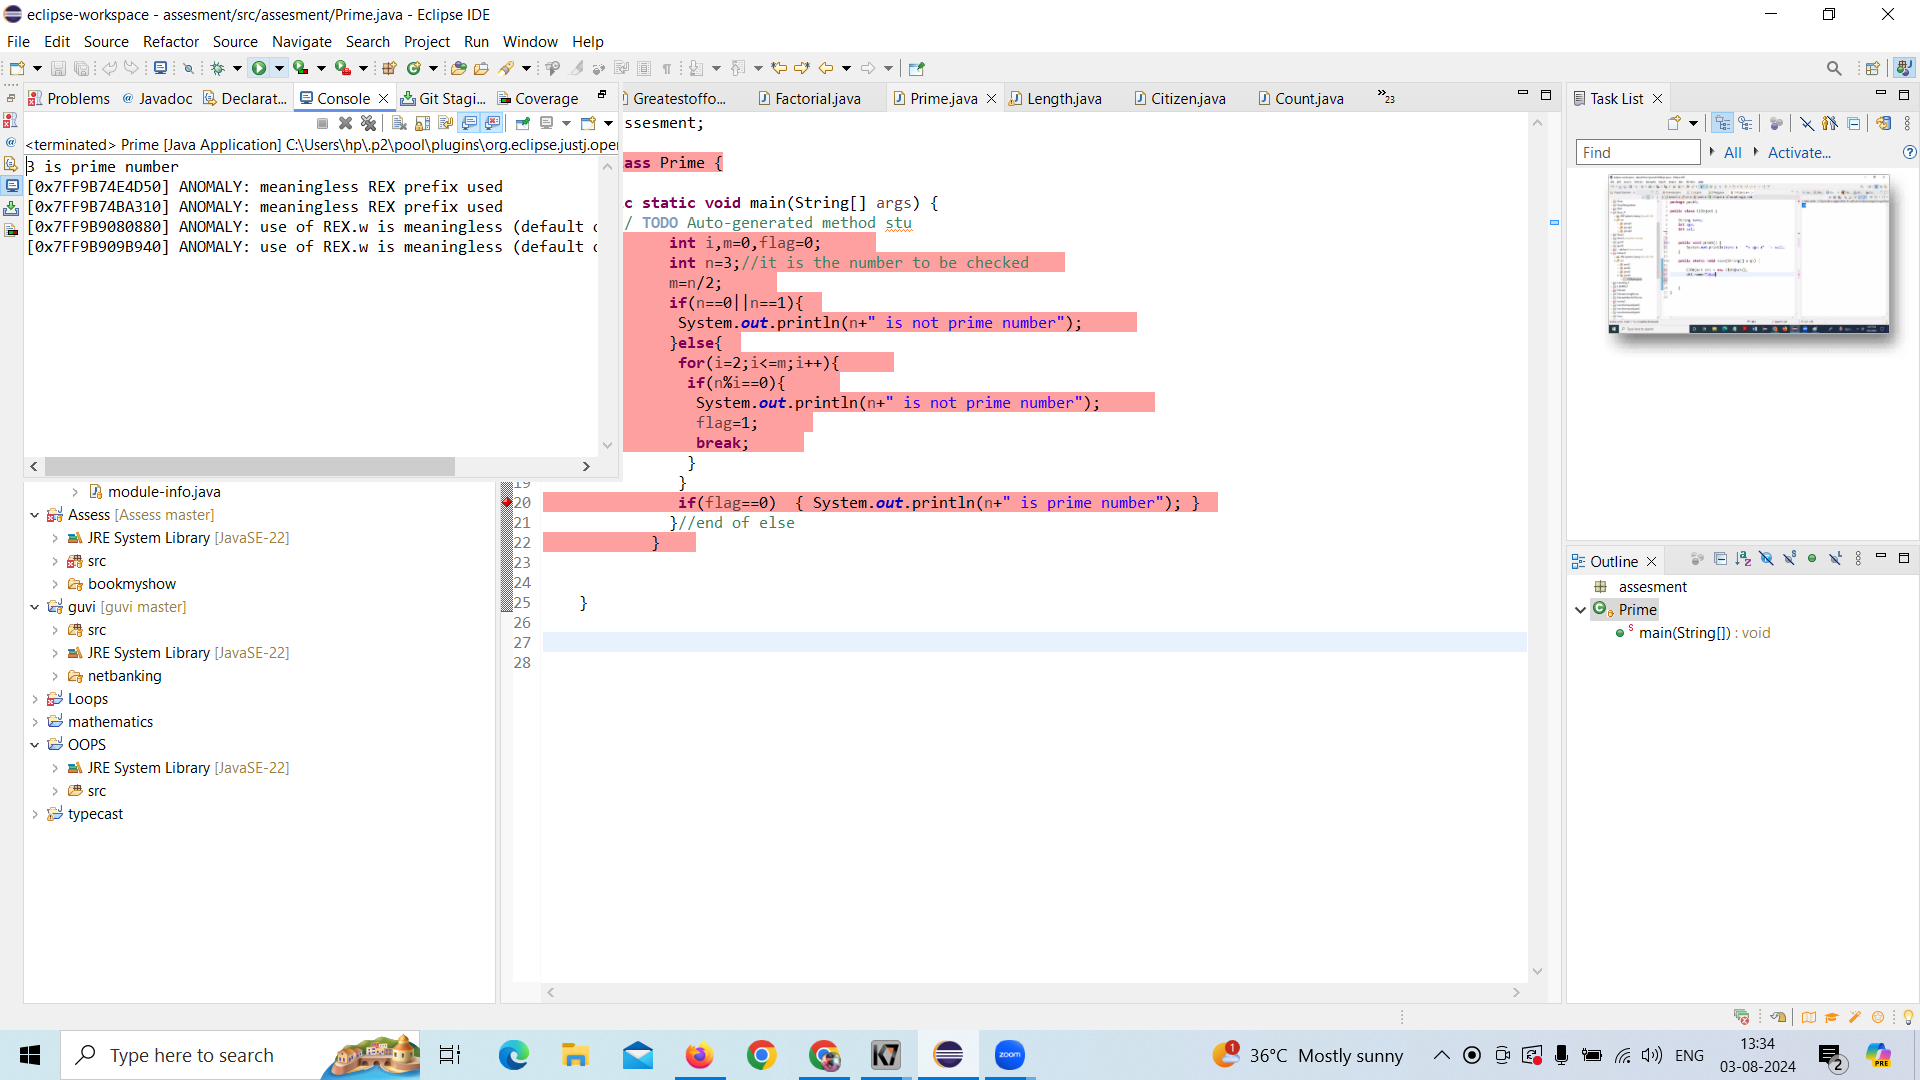 eclipse-workspace - assesment/src/assesment/Prime.java - Eclipse IDE
File Edit Source Refactor Source Navigate Search Project Run Window Help
Problems @ Javadoc Declarat... Console Git Stagi... Coverage
Greatestoffo... Factorial.java Prime.java Length.java Citizen.java Count.java »23
Task List
<terminated> Prime [Java Application] C:\Users\hp\.p2\pool\plugins\org.eclipse.justj.oper
3 is prime number
[0x7FF9B74E4D50] ANOMALY: meaningless REX prefix used
[0x7FF9B74BA310] ANOMALY: meaningless REX prefix used
[0x7FF9B9080880] ANOMALY: use of REX.w is meaningless (default
[0x7FF9B909B940] ANOMALY: use of REX.w is meaningless (default
ssesment;
ass Prime {
c static void main(String[] args) {
/ TODO Auto-generated method stu
int i,m=0,flag=0;
int n=3;//it is the number to be checked
m=n/2;
if(n==0||n==1){
System.out.println(n+" is not prime number");
}else{
for(i=2;i<=m;i++){
if(n%i==0){
System.out.println(n+" is not prime number");
flag=1;
break;
}
19 }
20 if(flag==0) { System.out.println(n+" is prime number"); }
21 }//end of else
22 }
23
24
25 }
26
27
28
Find All Activate...
module-info.java
Assess [Assess master]
JRE System Library [JavaSE-22]
src
bookmyshow
guvi [guvi master]
src
JRE System Library [JavaSE-22]
netbanking
Loops
mathematics
OOPS
JRE System Library [JavaSE-22]
src
typecast
Outline
assesment
Prime
main(String[]) : void
Type here to search
zoom
1
36°C Mostly sunny
ENG
13:34
03-08-2024
2
PRE